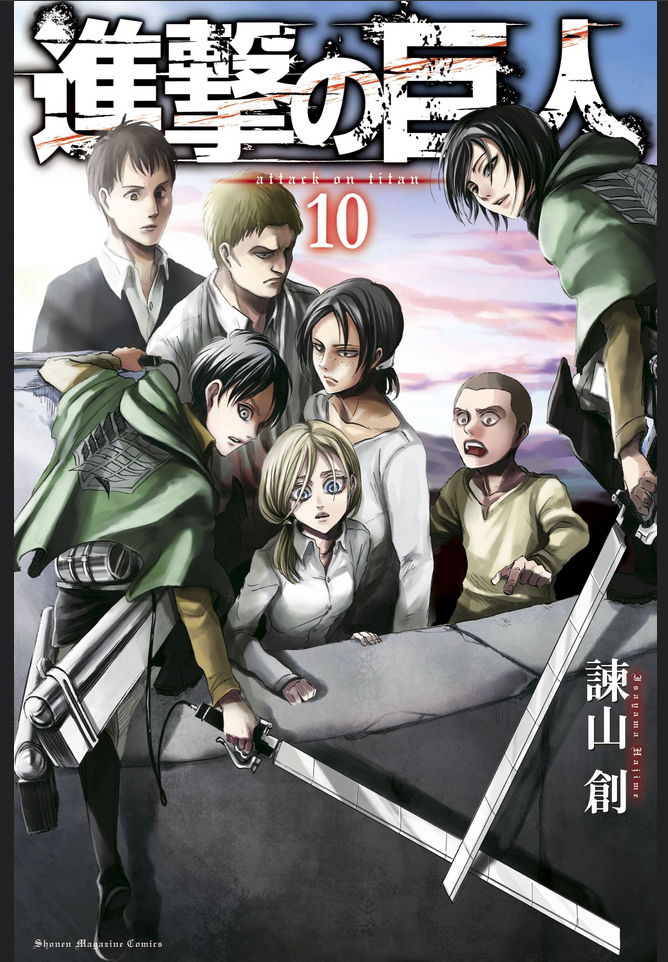 進撃の巨人
attack on titan
10
諫山 創
Isayama Hajime
Shonen Magazine Comics